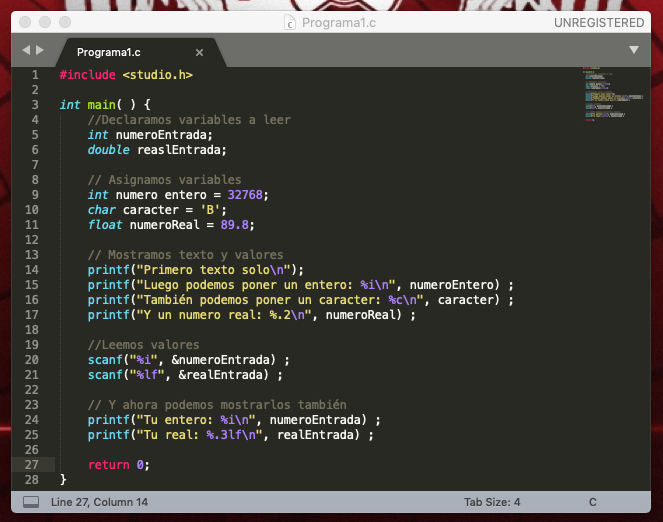 Programa1.c
UNREGISTERED
Programa1.c ×
1 #include <studio.h>
2
3 int main( ) {
4 //Declaramos variables a leer
5 int numeroEntrada;
6 double reaslEntrada;
7
8 // Asignamos variables
9 int numero entero = 32768;
10 char caracter = 'B';
11 float numeroReal = 89.8;
12
13 // Mostramos texto y valores
14 printf("Primero texto solo\n");
15 printf("Luego podemos poner un entero: %i\n", numeroEntero) ;
16 printf("También podemos poner un caracter: %c\n", caracter) ;
17 printf("Y un numero real: %.2\n", numeroReal) ;
18
19 //Leemos valores
20 scanf("%i", &numeroEntrada) ;
21 scanf("%lf", &realEntrada) ;
22
23 // Y ahora podemos mostrarlos también
24 printf("Tu entero: %i\n", numeroEntrada) ;
25 printf("Tu real: %.3lf\n", realEntrada) ;
26
27 return 0;
28 }
Line 27, Column 14
Tab Size: 4
C